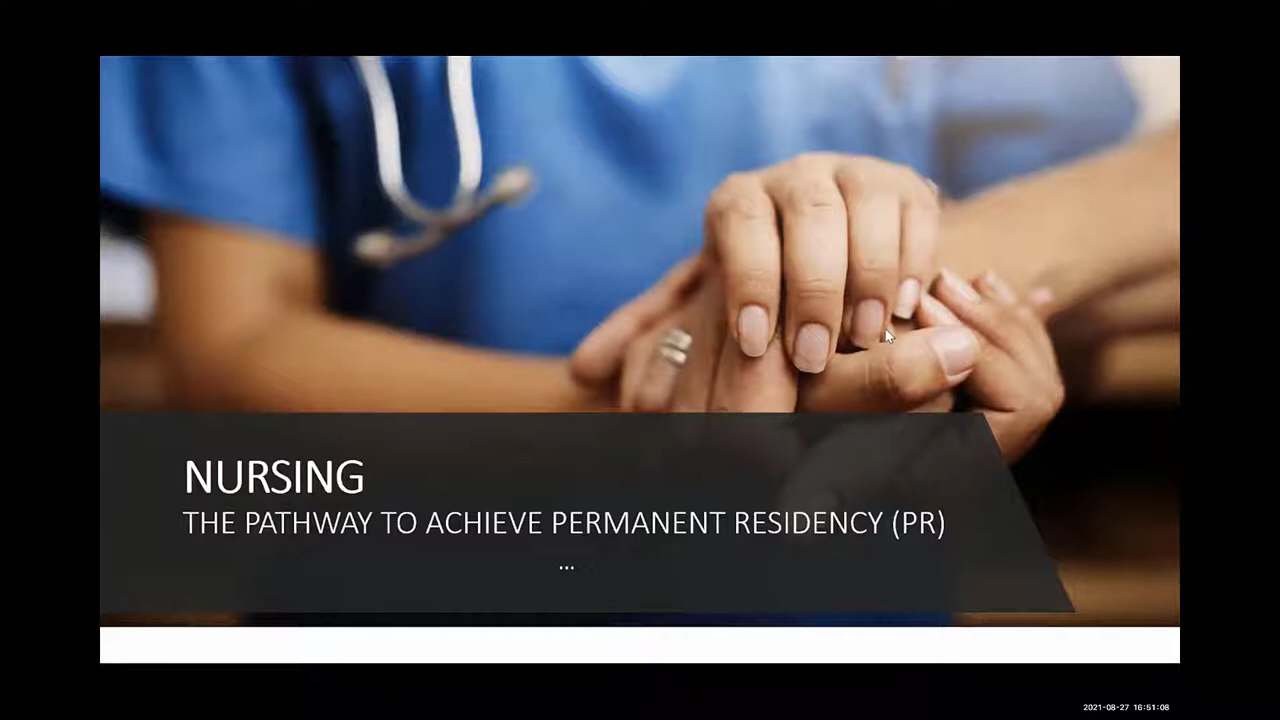 NURSING
THE PATHWAY TO ACHIEVE PERMANENT RESIDENCY (PR)
...
2021-08-27 16:51:08